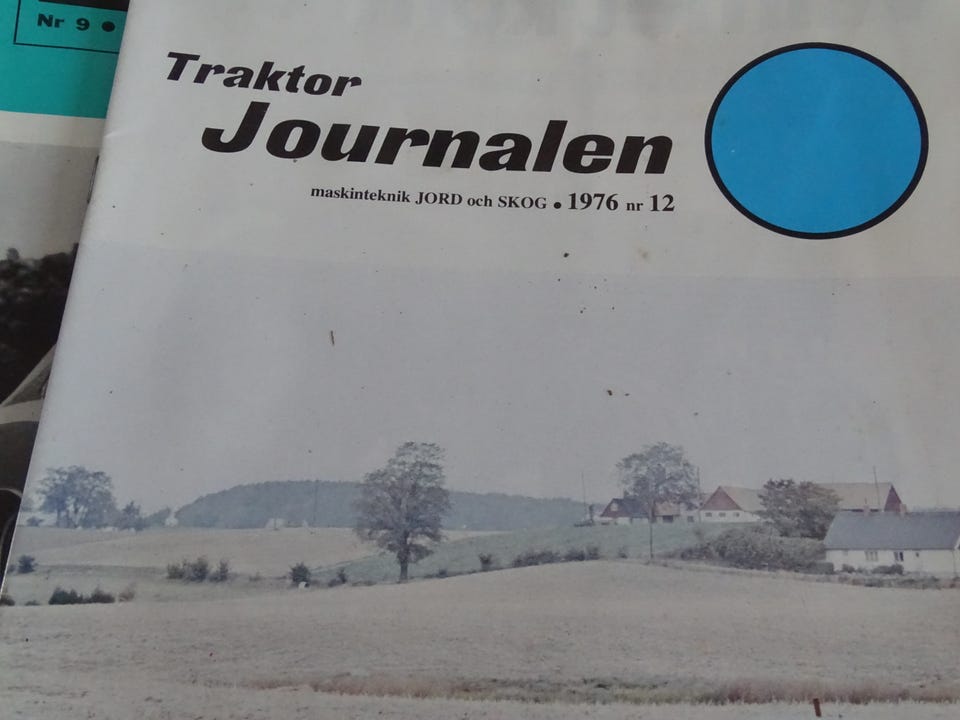 Nr 9 ●
Traktor
Journalen
maskinteknik JORD och SKOG ● 1976 nr 12